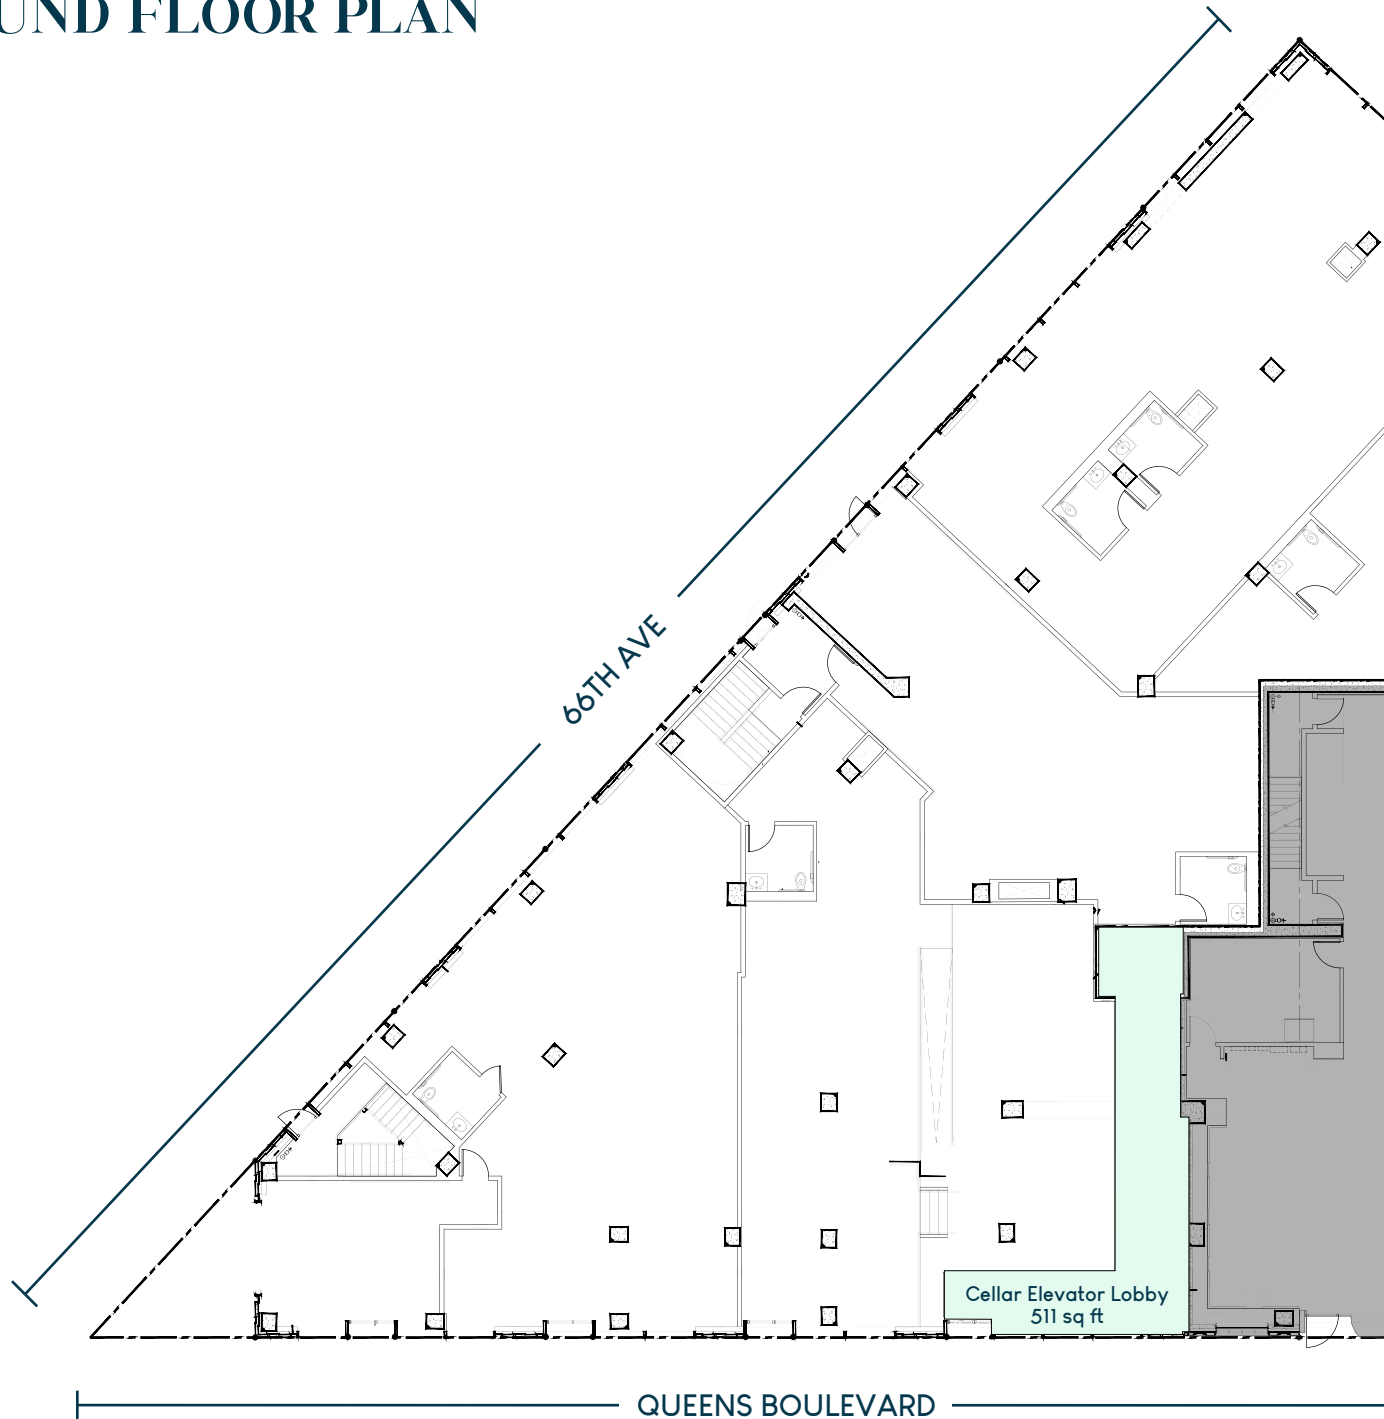 UND FLOOR PLAN
66TH AVE
Cellar Elevator Lobby
511 sq ft
QUEENS BOULEVARD